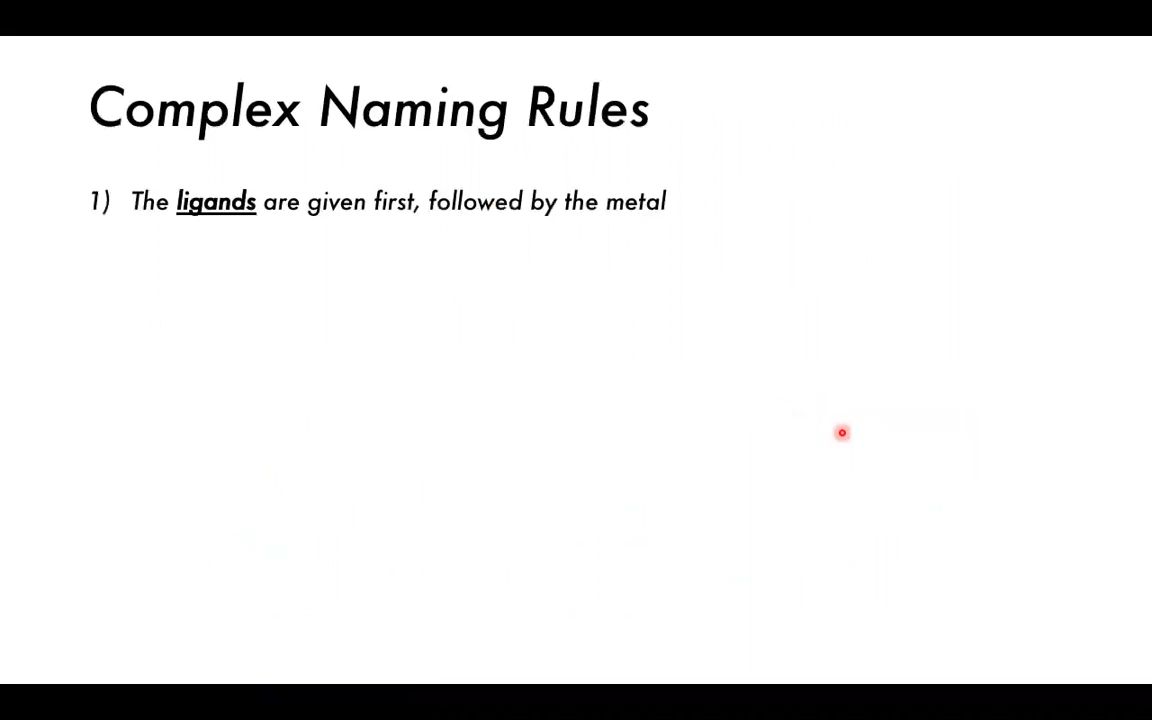 Complex Naming Rules
1) The ligands are given first, followed by the metal